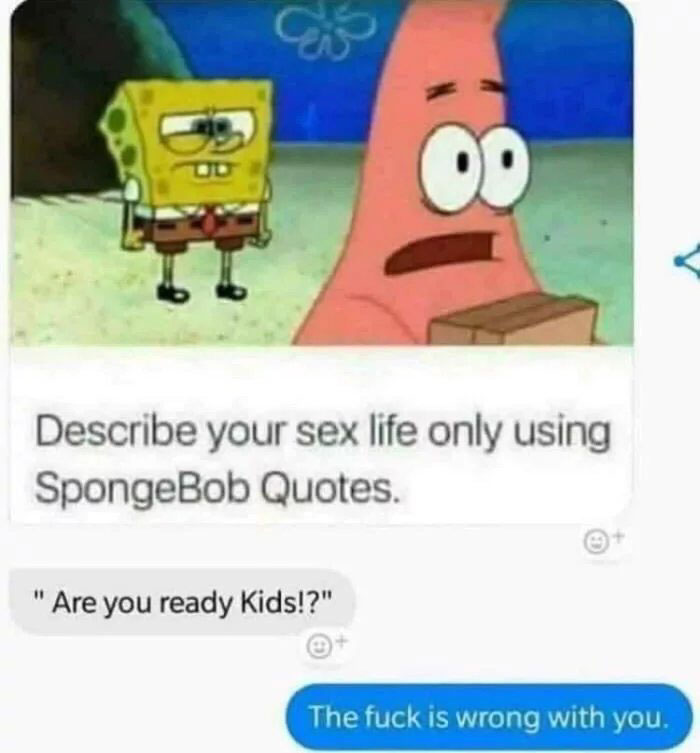 Describe your sex life only using
SpongeBob Quotes.
" Are you ready Kids!?"
The fuck is wrong with you.